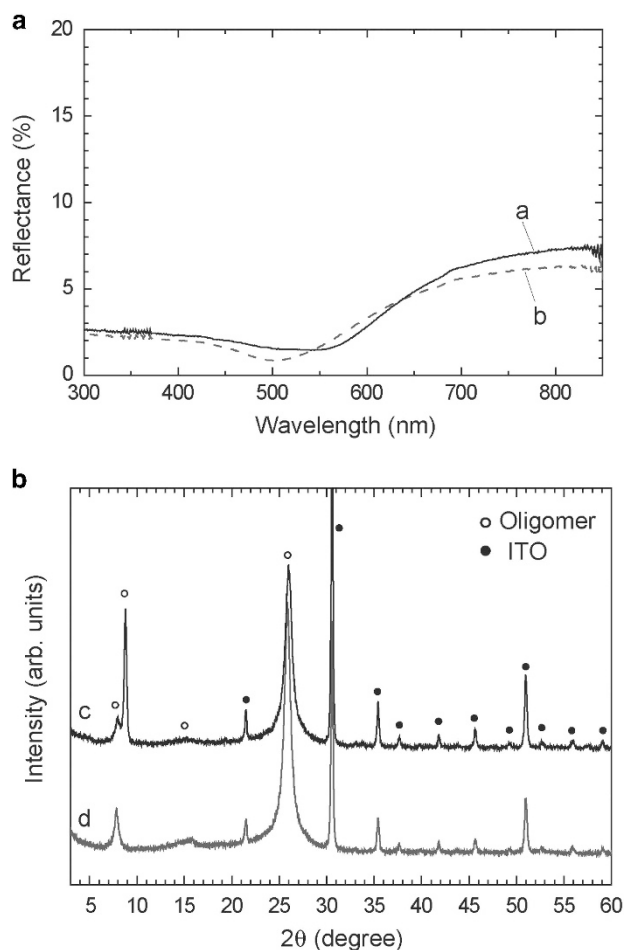 a
20
15
10
5
0
Reflectance (%)
a
b
300 400 500 600 700 800
Wavelength (nm)
b
Intensity (arb. units)
○ Oligomer
● ITO
c
d
5 10 15 20 25 30 35 40 45 50 55 60
2θ (degree)